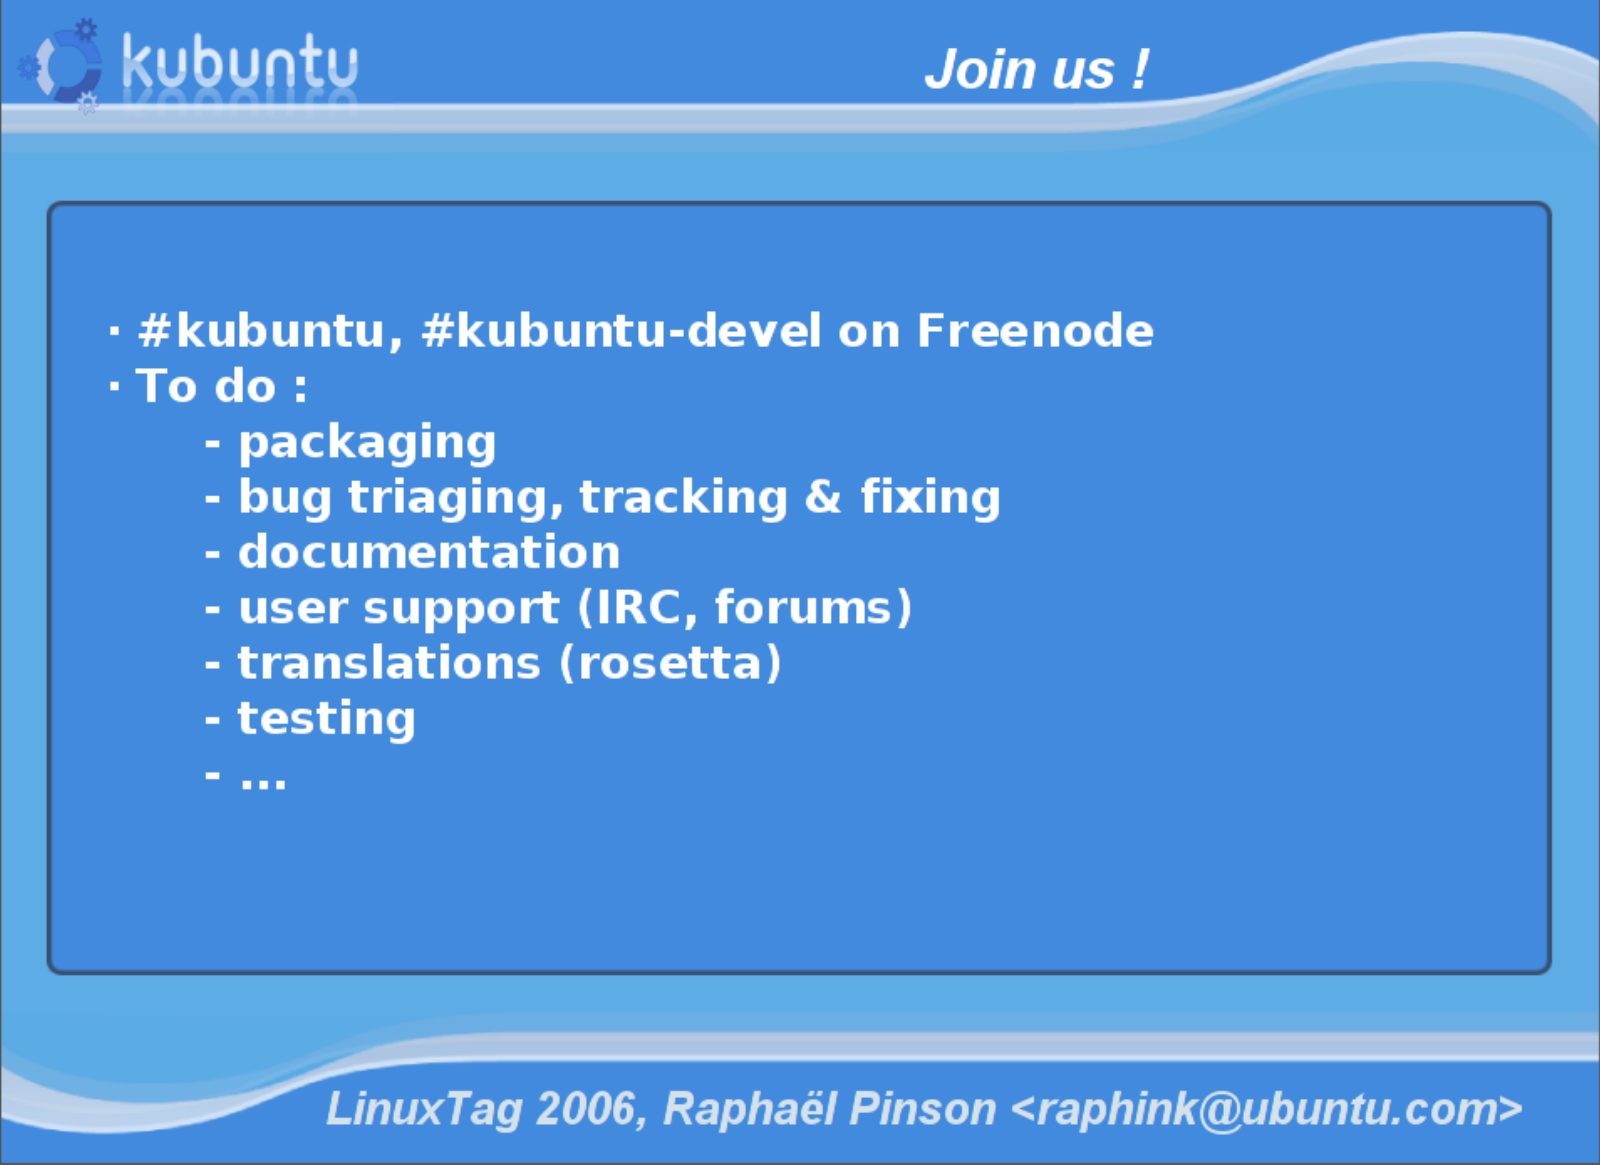 kubuntu
Join us !
· #kubuntu, #kubuntu-devel on Freenode
· To do :
- packaging
- bug triaging, tracking & fixing
- documentation
- user support (IRC, forums)
- translations (rosetta)
- testing
- ...
LinuxTag 2006, Raphaël Pinson <raphink@ubuntu.com>